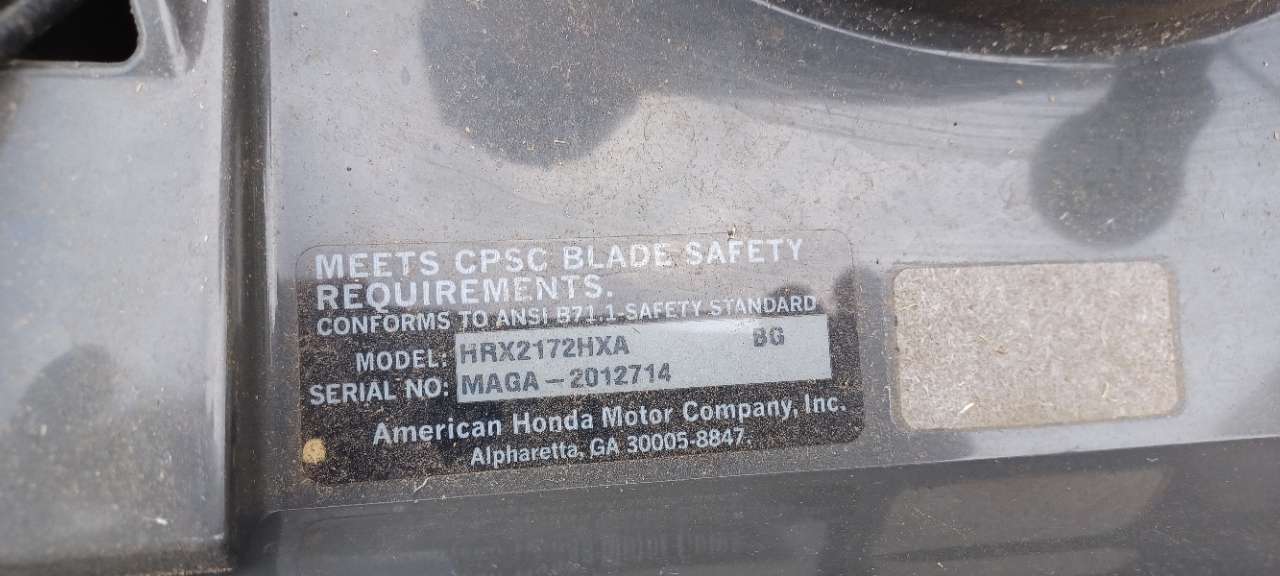 MEETS CPSC BLADE SAFETY
REQUIREMENTS.
CONFORMS TO ANSI B71.1-SAFETY STANDARD
MODEL: HRX2172HXA BG
SERIAL NO: MAGA-2012714
American Honda Motor Company, Inc.
Alpharetta, GA 30005-8847.